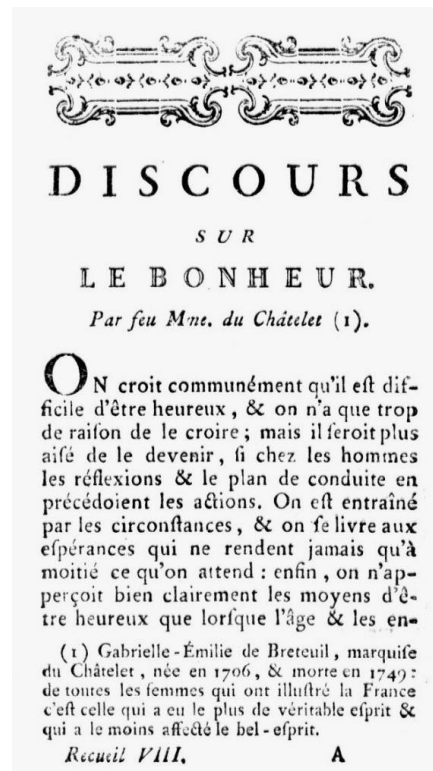 DISCOURS
SUR
LE BONHEUR.
Par feu Mme. du Châtelet (1).
ON croit communément qu'il eſt dif-
ficile d'être heureux, & on n'a que trop
de raiſon de le croire; mais il ſeroit plus
aiſé de le devenir, ſi chez les hommes
les réflexions & le plan de conduite en
précédoient les actions. On eſt entraîné
par les circonſtances, & on ſe livre aux
eſpérances qui ne rendent jamais qu'à
moitié ce qu'on attend: enfin, on n'ap-
perçoit bien clairement les moyens d'ê-
tre heureux que lorſque l'âge & les en-
(1) Gabrielle-Émilie de Breteuil, marquiſe
du Châtelet, née en 1706, & morte en 1749:
de toutes les femmes qui ont illuſtré la France
c'eſt celle qui a eu le plus de véritable eſprit &
qui a le moins affecté le bel-eſprit.
Recueil VIII. A